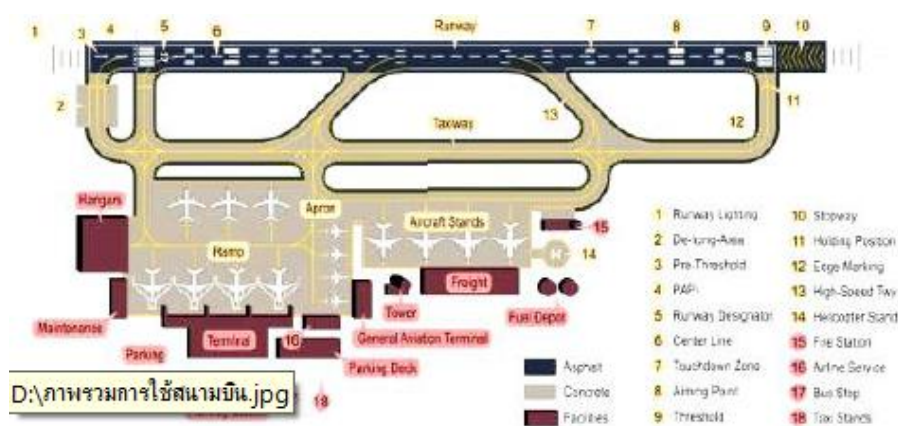 Runway
1
3
4
5
6
7
8
9
10
2
13
12
11
Taxiway
Hangars
Apron
Aircraft Stands
15
Ramp
14
Freight
Tower
Fuel Depot
Maintenance
Terminal
16
General Aviation Terminal
Parking
Parking Deck
18
D:\ภาพรวมการใช้สนามบิน.jpg
Asphalt
Concrete
Facilities
1 Runway Lighting
2 De-Icing-Area
3 Pre-Threshold
4 PAPI
5 Runway Designator
6 Center Line
7 Touchdown Zone
8 Aiming Point
9 Threshold
10 Stopway
11 Holding Position
12 Edge Marking
13 High-Speed Twy
14 Helicopter Stand
15 Fire Station
16 Airline Service
17 Bus Stop
18 Taxi Stands